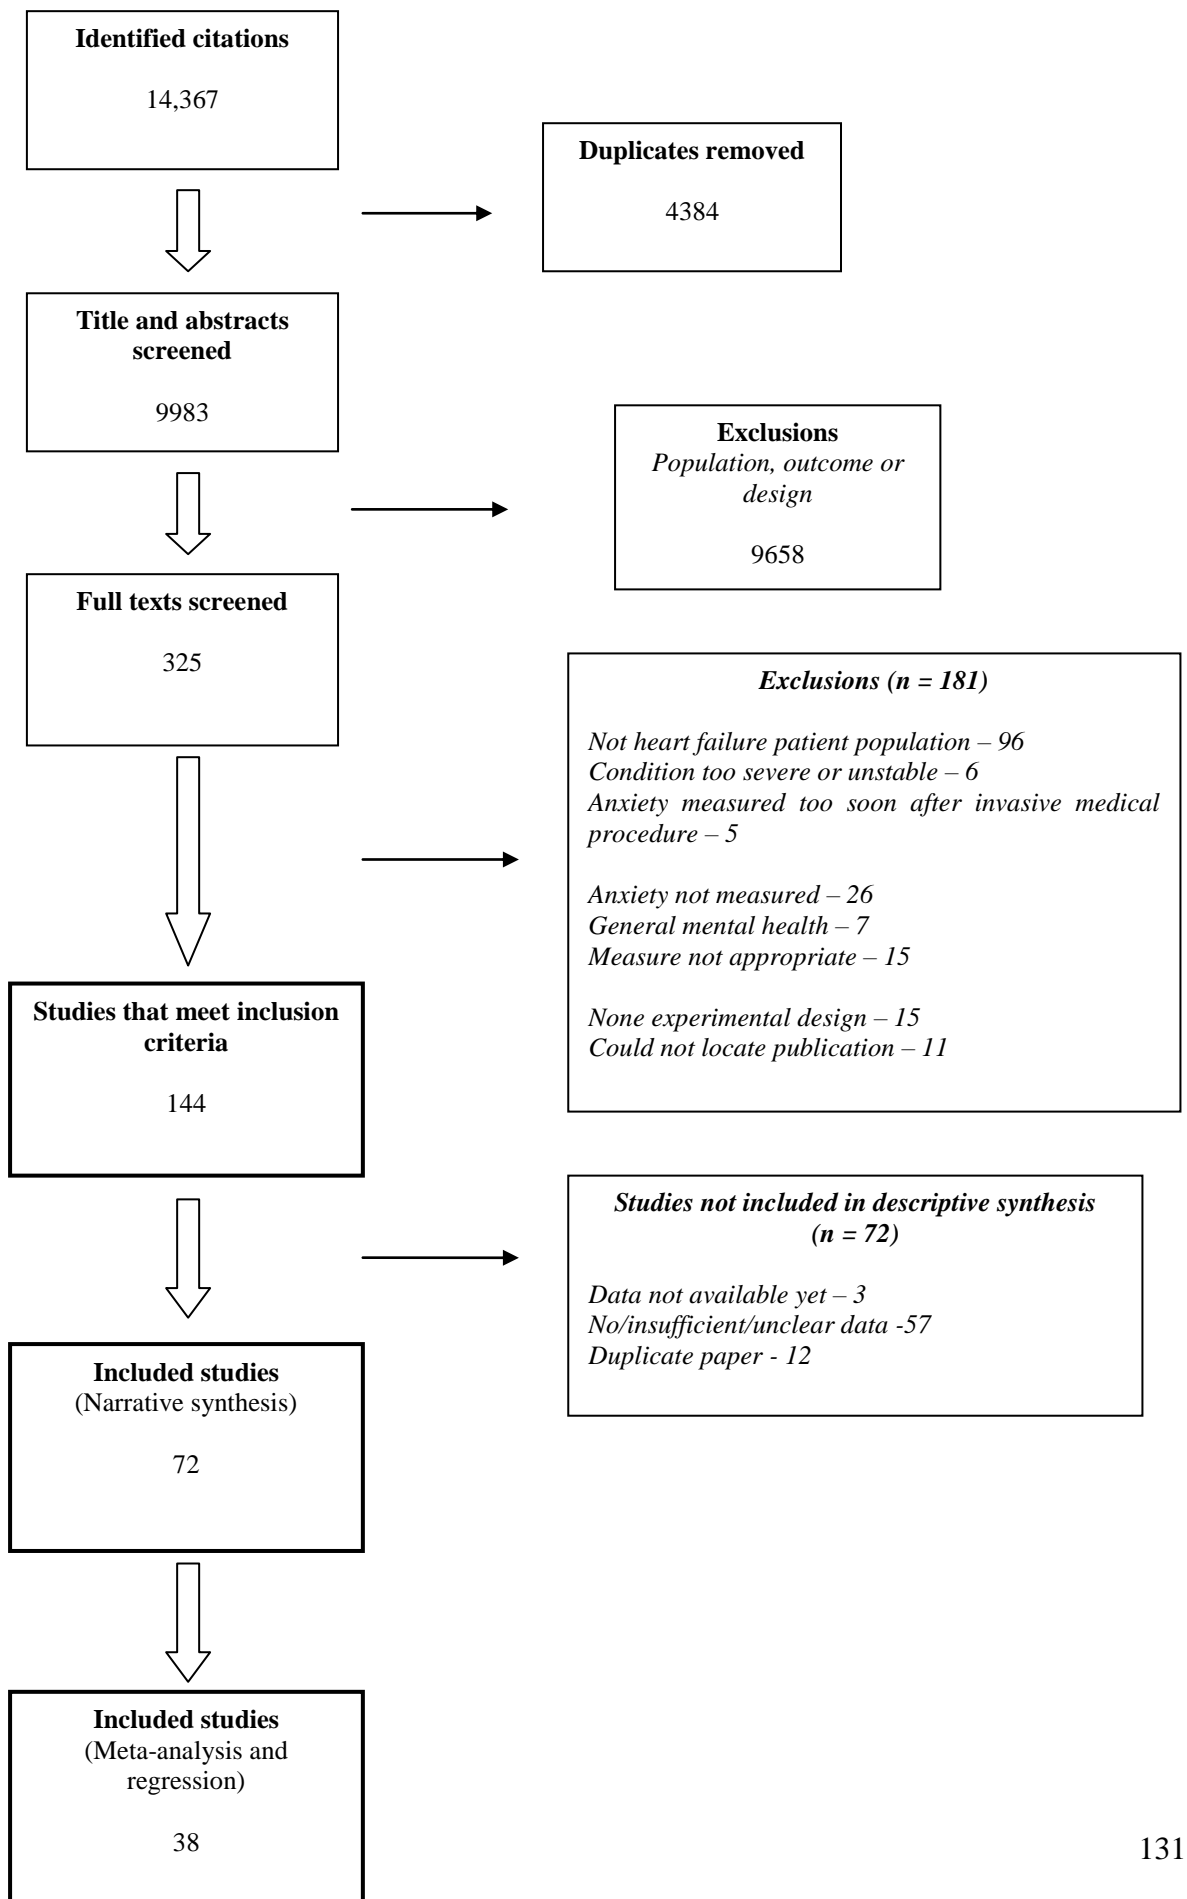 Identified citations
14,367
Duplicates removed
4384
Title and abstracts
screened
9983
Exclusions
Population, outcome or
design
9658
Full texts screened
325
Exclusions (n = 181)
Not heart failure patient population – 96
Condition too severe or unstable – 6
Anxiety measured too soon after invasive medical
procedure – 5
Anxiety not measured – 26
General mental health – 7
Measure not appropriate – 15
None experimental design – 15
Could not locate publication – 11
Studies that meet inclusion
criteria
144
Studies not included in descriptive synthesis
(n = 72)
Data not available yet – 3
No/insufficient/unclear data -57
Duplicate paper - 12
Included studies
(Narrative synthesis)
72
Included studies
(Meta-analysis and
regression)
38
131